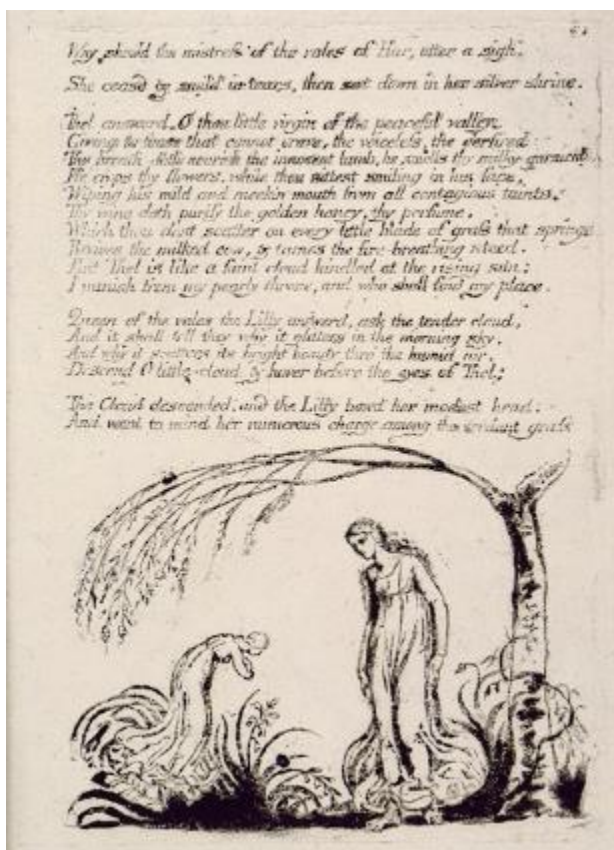 Why should the mistress of the vales of Har, utter a sigh.
She ceasd & smild in tears, then sat down in her silver shrine.
Thel answerd, O thou little virgin of the peaceful valley.
Giving to those that cannot crave, the voiceless, the
Thy breath doth nourish the innocent lamb, he smells thy milky garments
He crops thy flowers, while thou sittest smiling in his face,
Wiping his mild and meekin mouth from all contagious taints.
Thy wine doth purify the golden honey, thy perfume,
Which thou dost scatter on every little blade of grass that springs
Revives the milked cow, & tames the fire-breathing steed.
But Thel is like a faint cloud kindled at the rising sun:
I vanish from my pearly throne, and who shall find my place.
Queen of the vales the Lilly answerd, ask the tender cloud,
And it shall tell thee why it glitters in the morning sky,
And why it scatters its bright beauty thro the humid air.
Descend O little cloud & hover before the eyes of Thel:
The Cloud descended, and the Lilly bowd her modest head:
And went to mind her numerous charge among the verdant grass